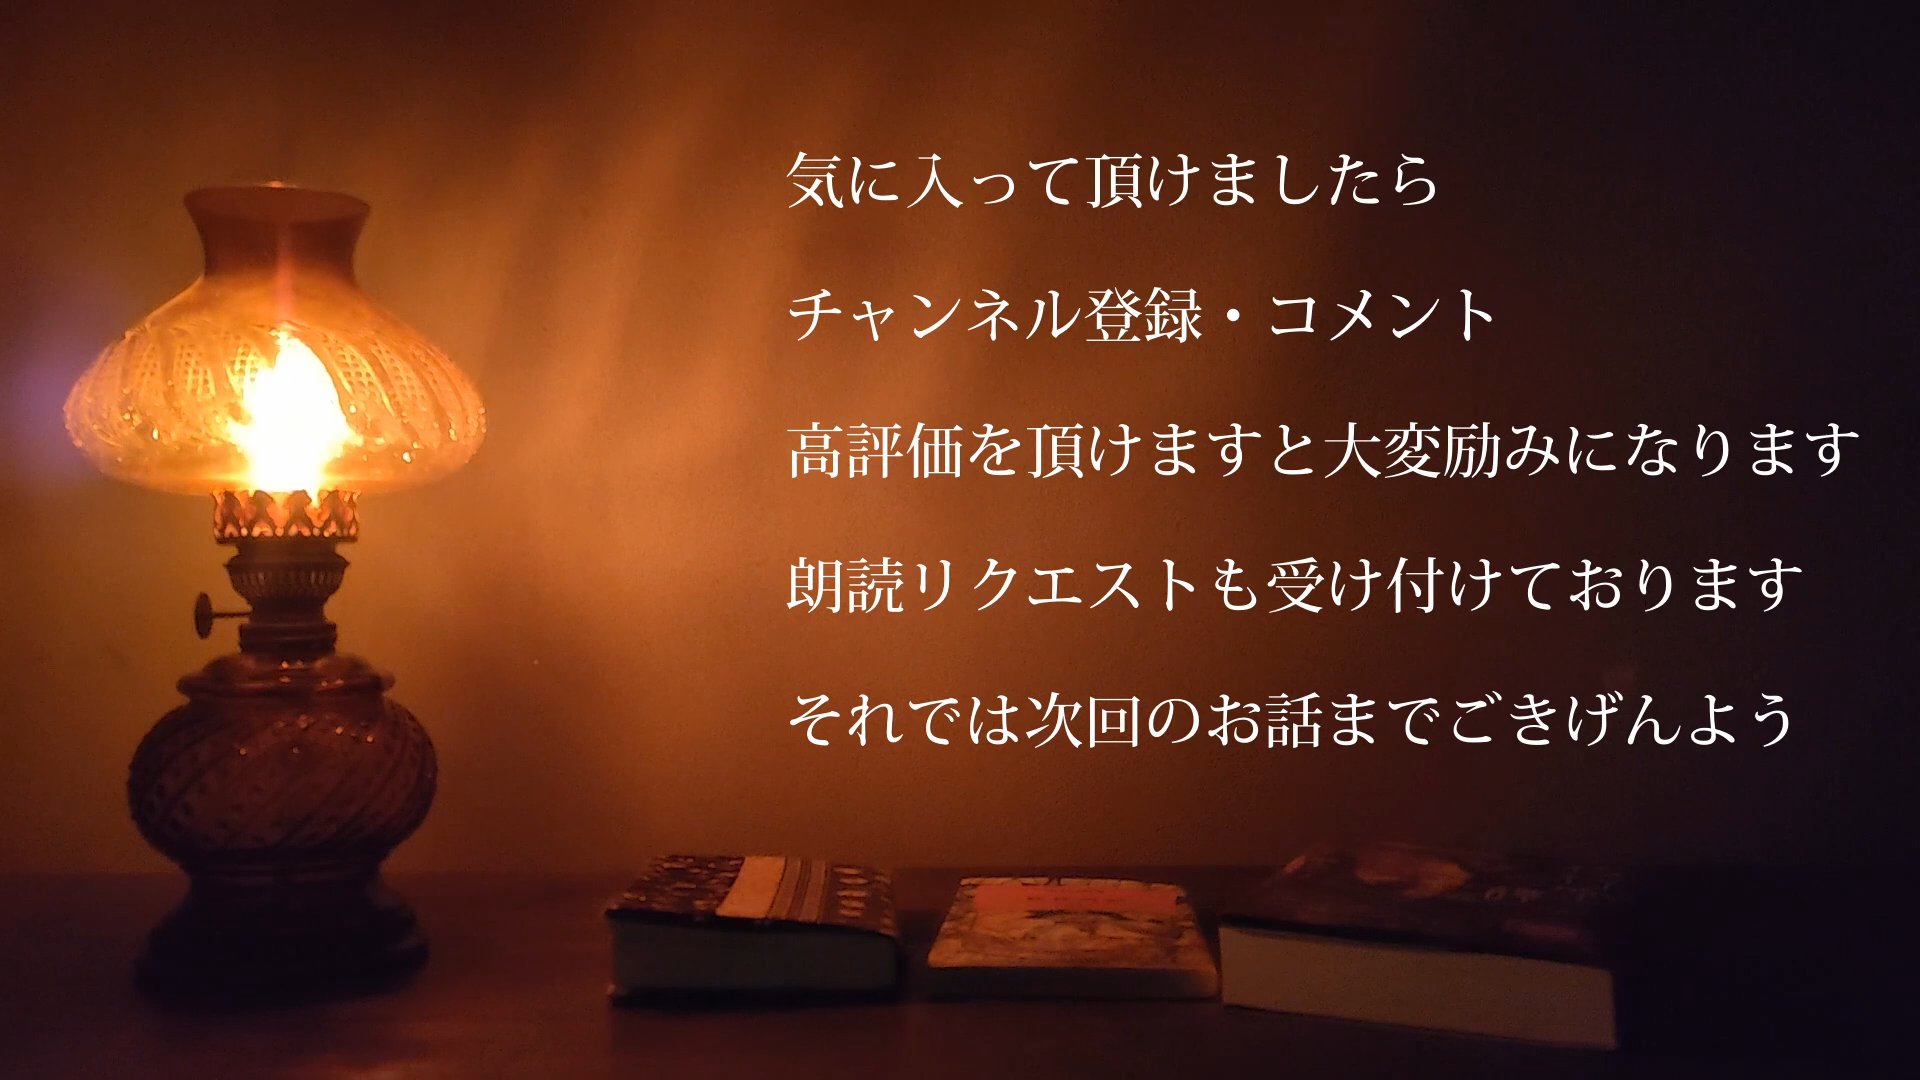 気に入って頂けましたら
チャンネル登録・コメント
高評価を頂けますと大変励みになります
朗読リクエストも受け付けております
それでは次回のお話までごきげんよう